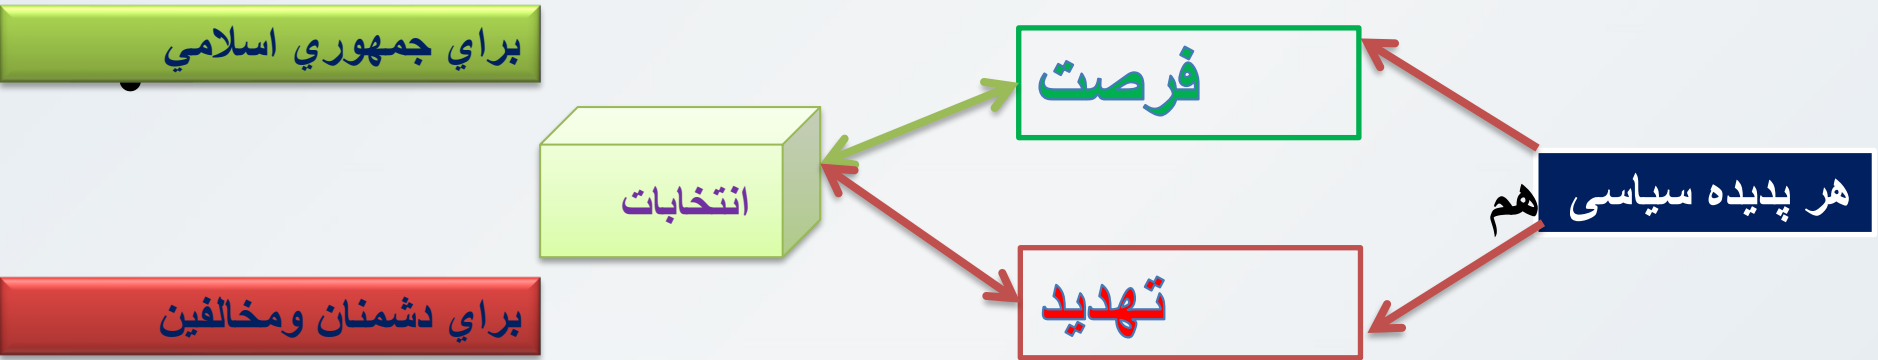 هر پدیده سیاسی
هم
فرصت
تهدید
انتخابات
براي جمهوري اسلامي
براي دشمنان ومخالفين